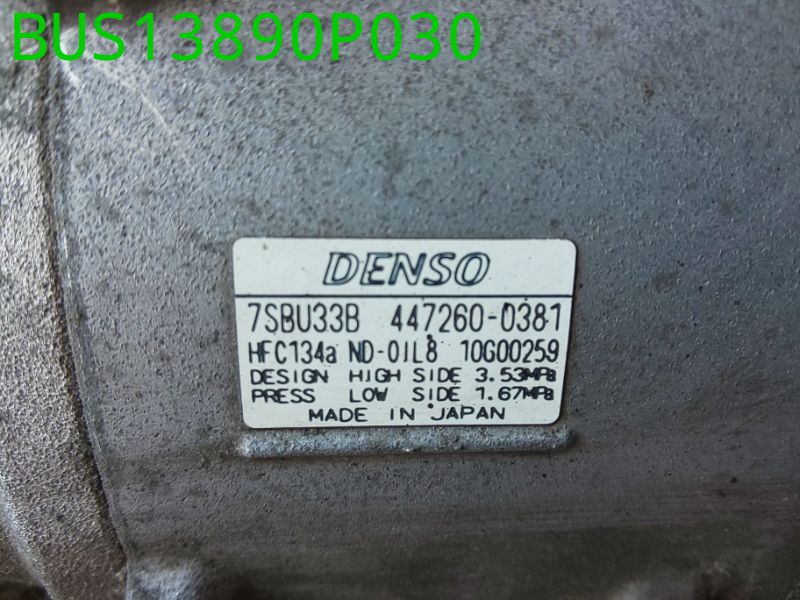 BUS13890P030
DENSO
7SBU33B 447260-0381
HFC134a ND-OIL8 10G00259
DESIGN HIGH SIDE 3.53MPa
PRESS LOW SIDE 1.67MPa
MADE IN JAPAN